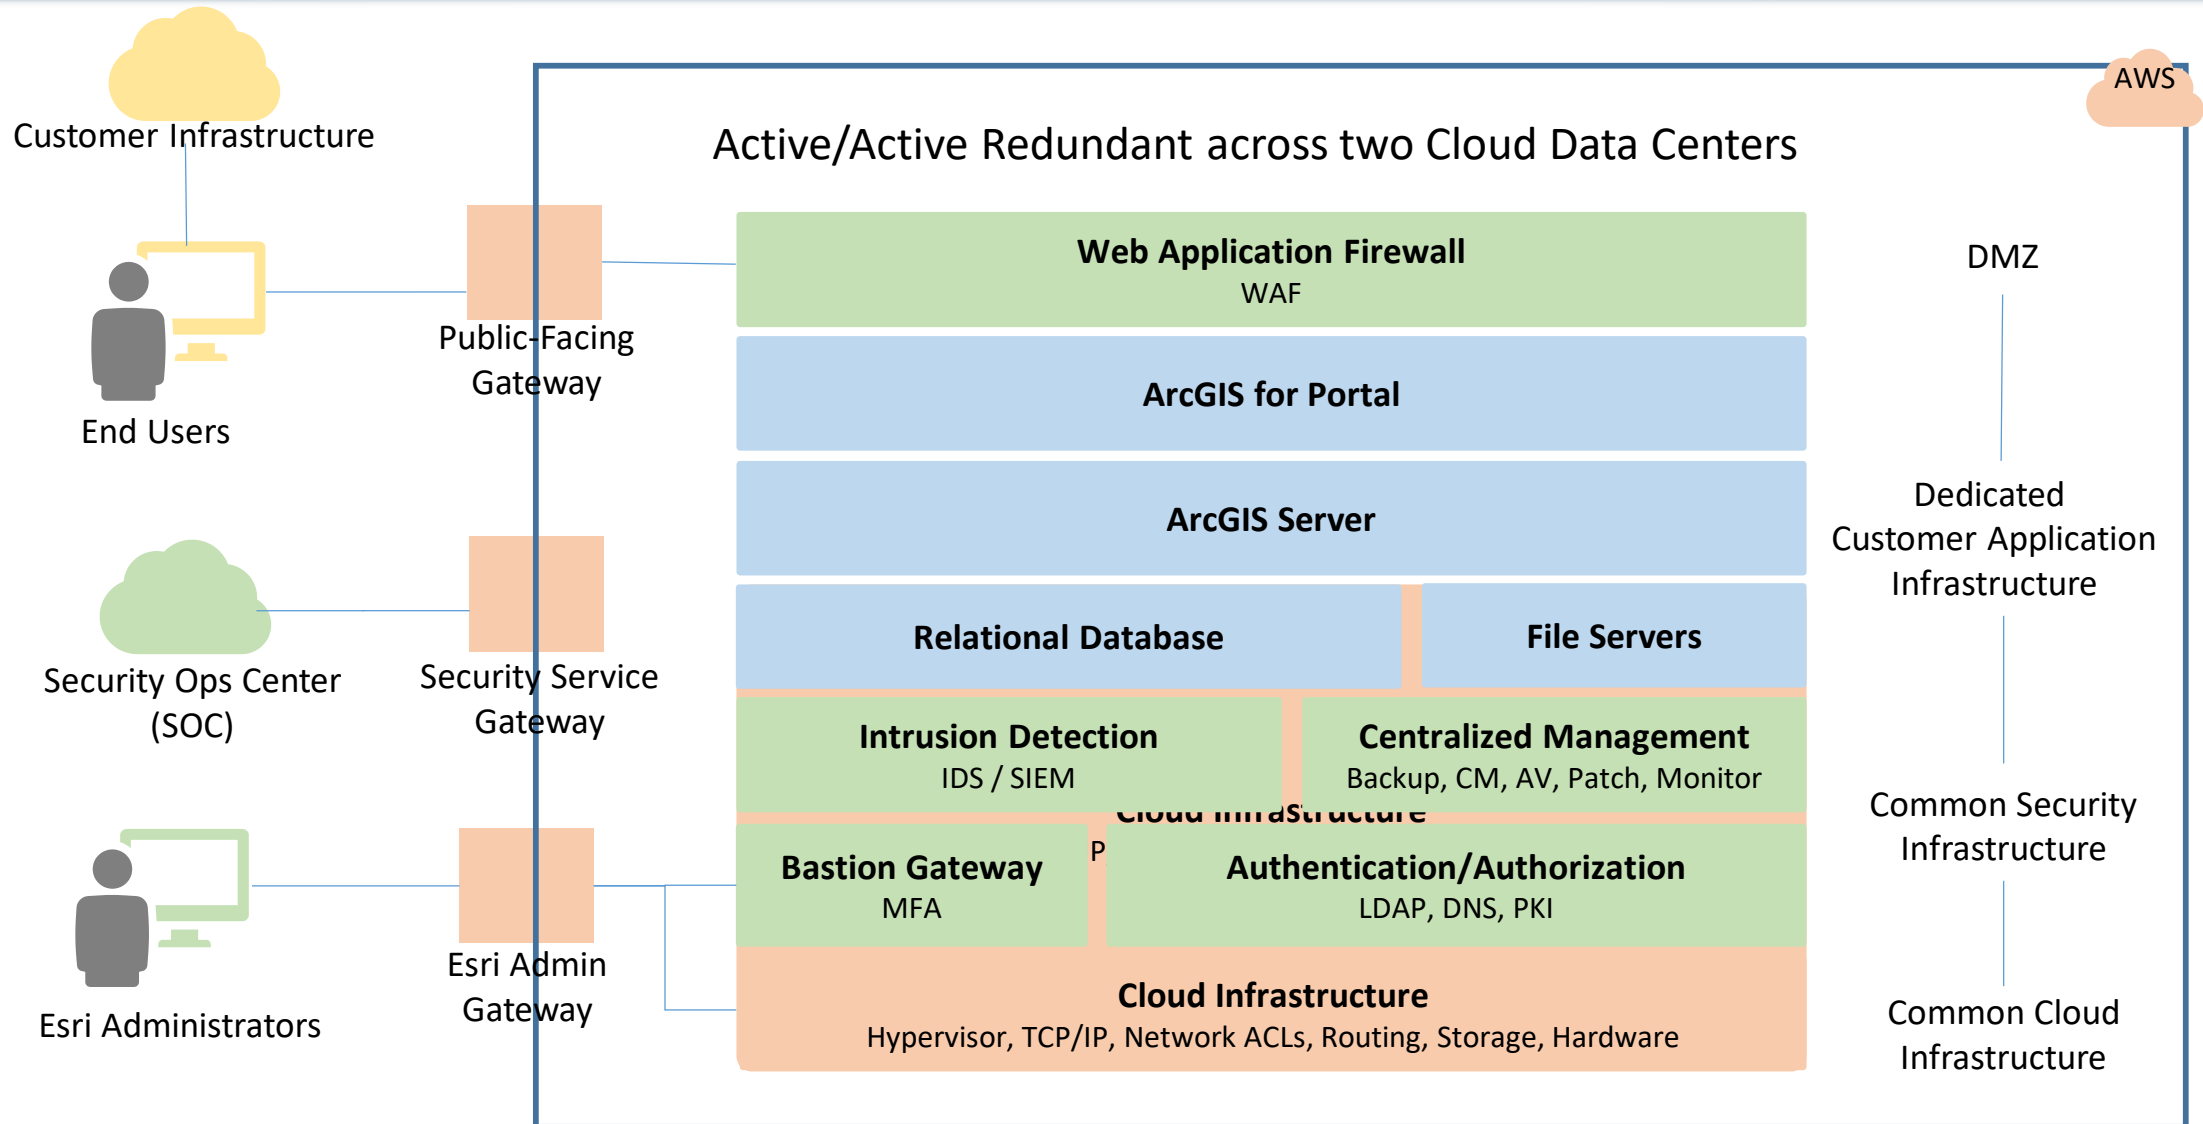 AWS
Customer Infrastructure
Active/Active Redundant across two Cloud Data Centers
End Users
Public-Facing
Gateway
Web Application Firewall
WAF
ArcGIS for Portal
ArcGIS Server
DMZ
Dedicated
Customer Application
Infrastructure
Security Ops Center
(SOC)
Security Service
Gateway
Relational Database
File Servers
Intrusion Detection
IDS / SIEM
Centralized Management
Backup, CM, AV, Patch, Monitor
Cloud Infrastructure
P
Common Security
Infrastructure
Bastion Gateway
MFA
Authentication/Authorization
LDAP, DNS, PKI
Esri Administrators
Esri Admin
Gateway
Cloud Infrastructure
Hypervisor, TCP/IP, Network ACLs, Routing, Storage, Hardware
Common Cloud
Infrastructure